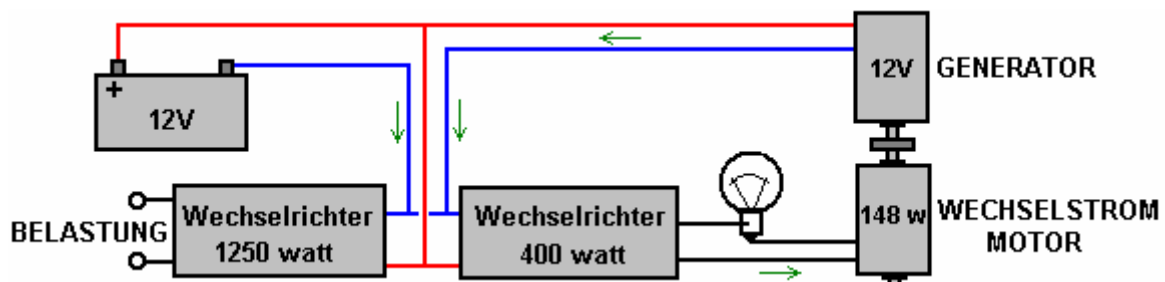 +
12V
12V
GENERATOR
BELASTUNG
Wechselrichter
1250 watt
Wechselrichter
400 watt
148 w
WECHSELSTROM
MOTOR